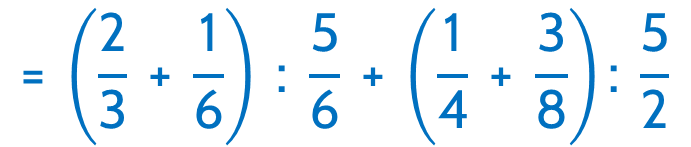 = (2/3 + 1/6) : 5/6 + (1/4 + 3/8) : 5/2